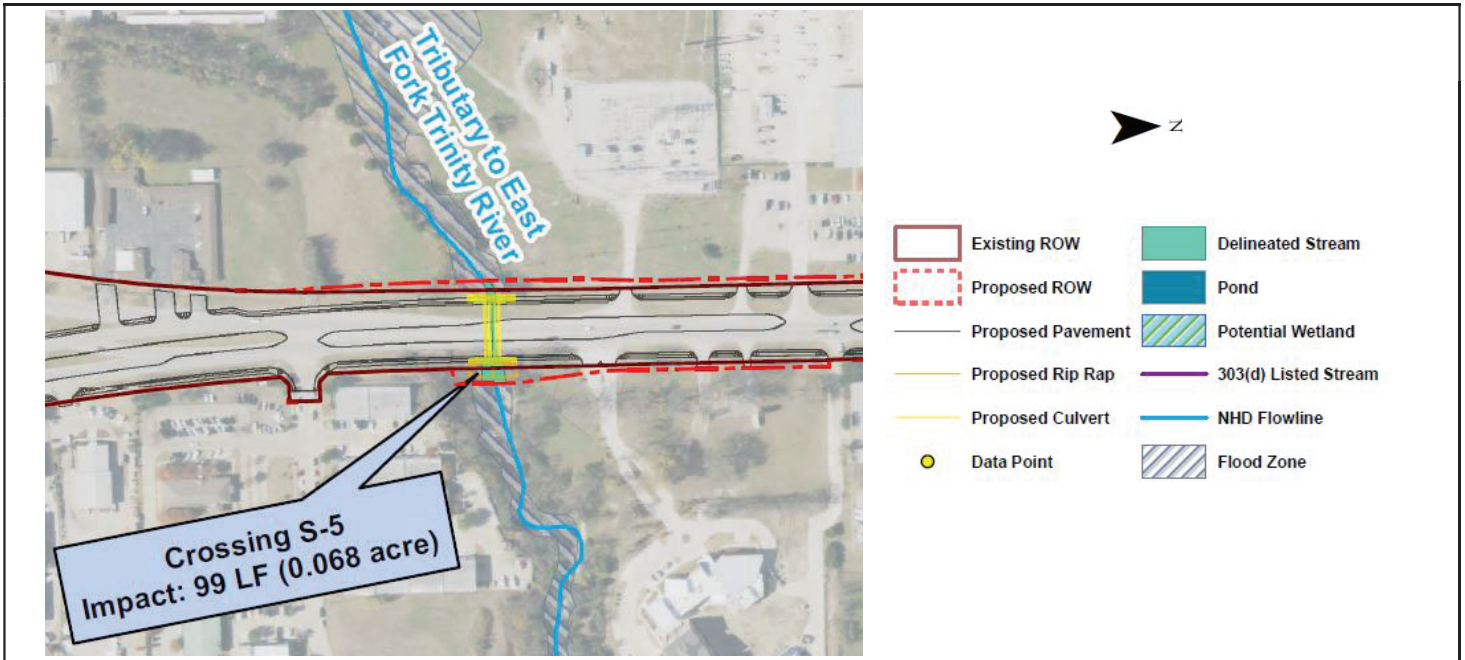 Tributary to East
Fork Trinity River
Crossing S-5
Impact: 99 LF (0.068 acre)
N
Existing ROW
Proposed ROW
Proposed Pavement
Proposed Rip Rap
Proposed Culvert
Data Point
Delineated Stream
Pond
Potential Wetland
303(d) Listed Stream
NHD Flowline
Flood Zone